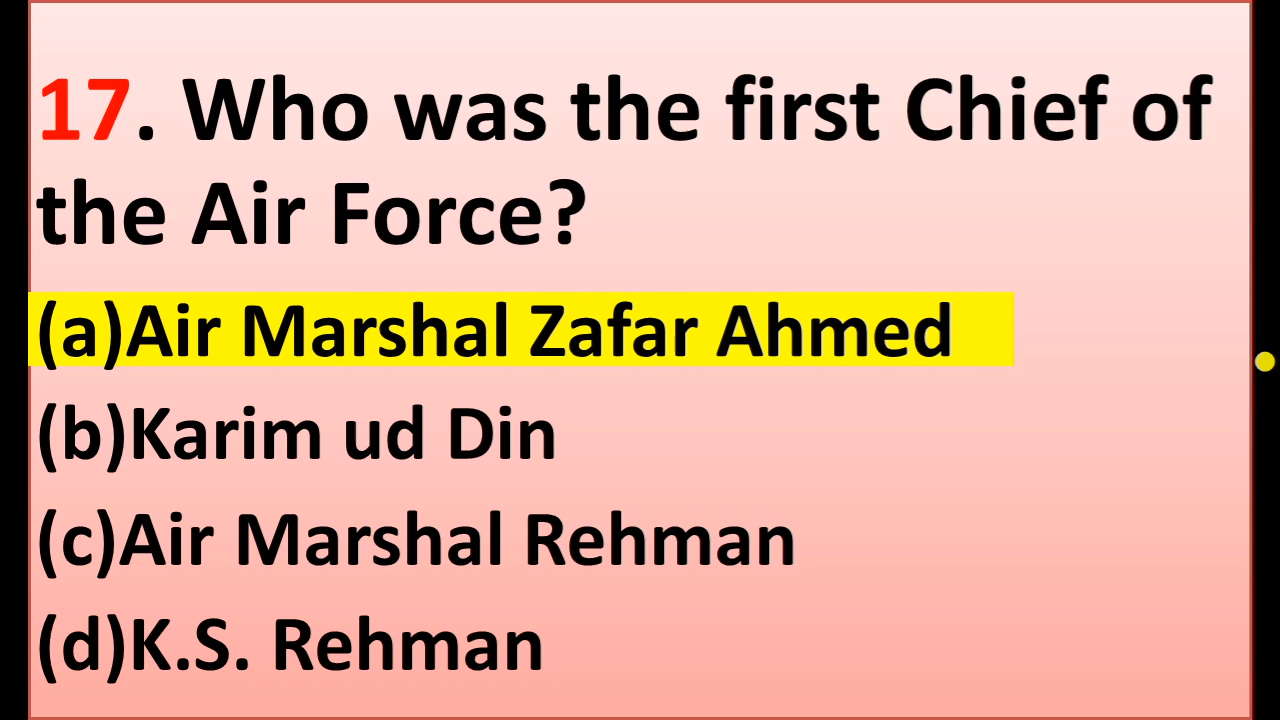 17. Who was the first Chief of
the Air Force?
(a)Air Marshal Zafar Ahmed
(b)Karim ud Din
(c)Air Marshal Rehman
(d)K.S. Rehman